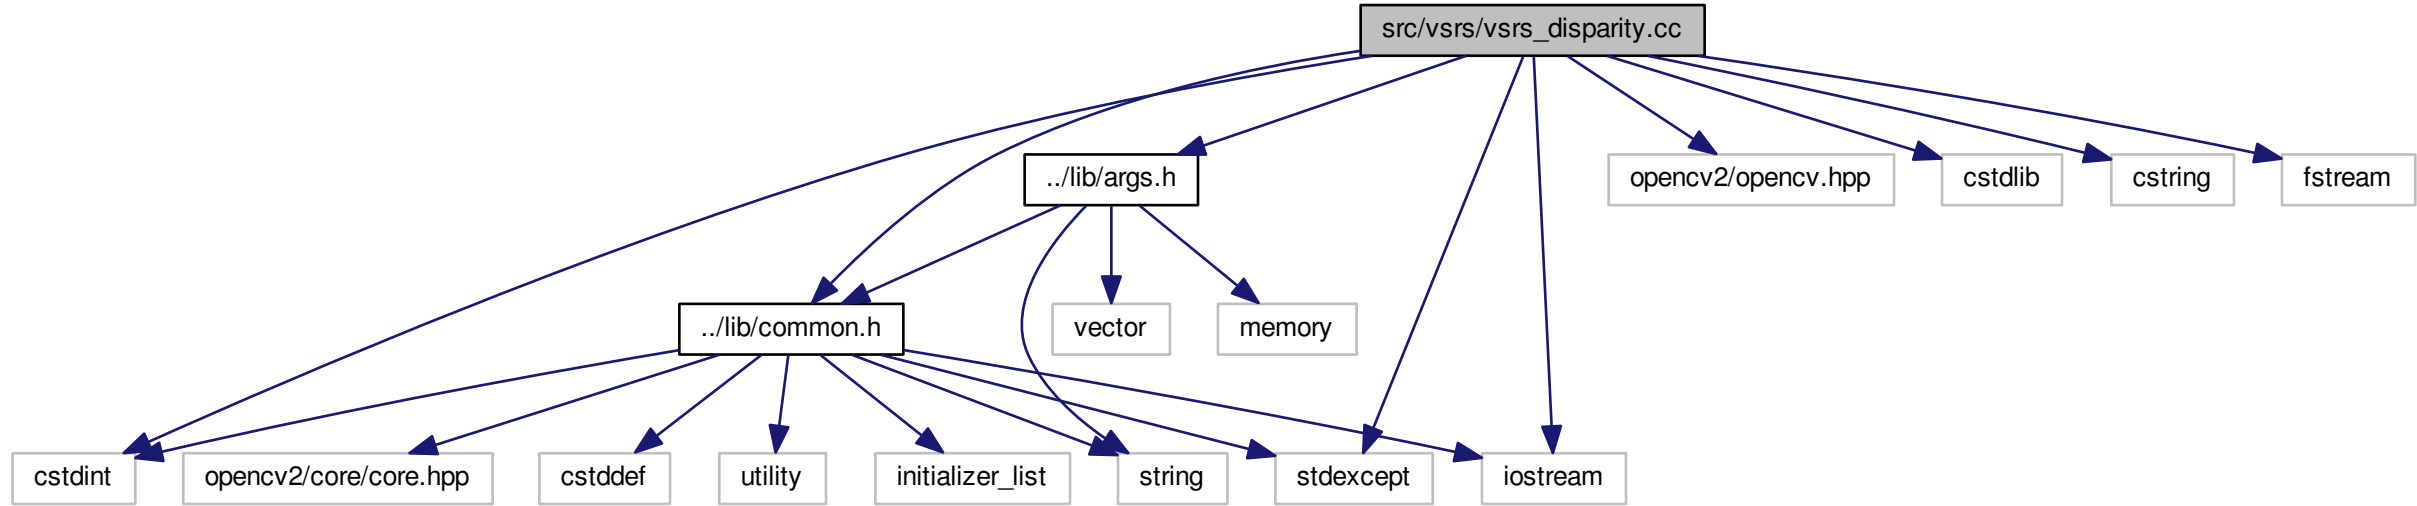 src/vsrs/vsrs_disparity.cc
../lib/args.h
opencv2/opencv.hpp
cstdlib
cstring
fstream
../lib/common.h
vector
memory
cstdint
opencv2/core/core.hpp
cstddef
utility
initializer_list
string
stdexcept
iostream